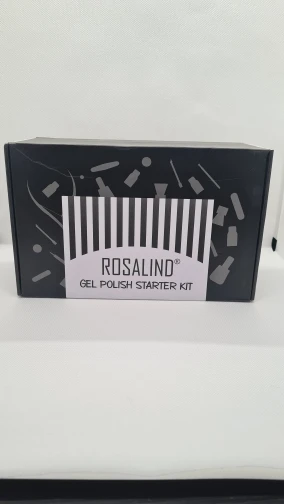 ROSALIND®
GEL POLISH STARTER KIT